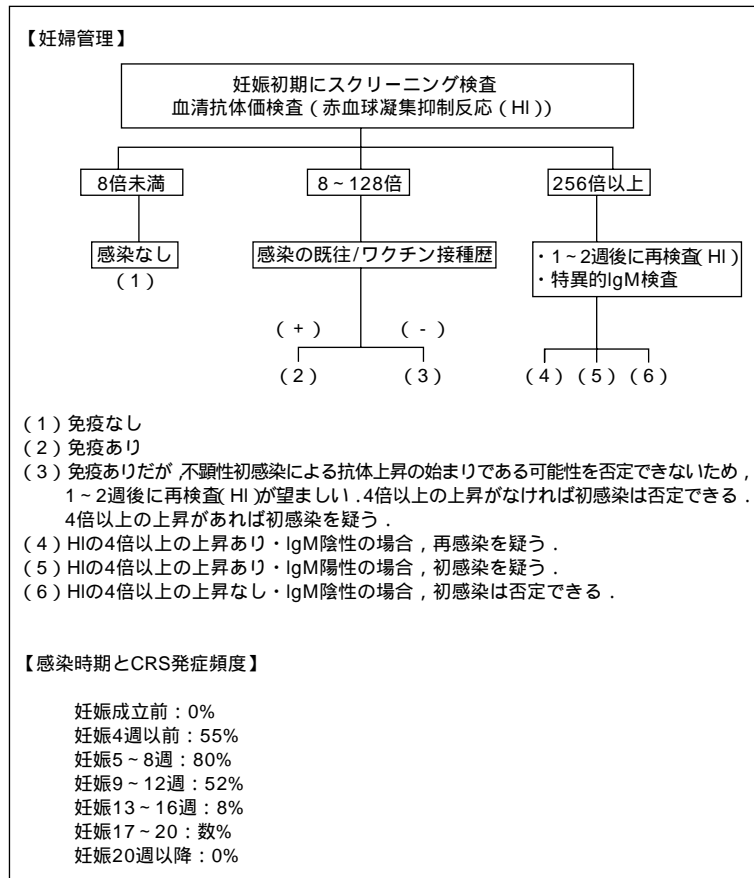 【妊婦管理】
妊娠初期にスクリーニング検査
血清抗体価検査（赤血球凝集抑制反応（HI））
8倍未満
8～128倍
256倍以上
感染なし
（1）
感染の既往/ワクチン接種歴
・1～2週後に再検査（HI）
・特異的IgM検査
（+）
（-）
（2）
（3）
（4）（5）（6）
（1）免疫なし
（2）免疫あり
（3）免疫ありだが，不顕性初感染による抗体上昇の始まりである可能性を否定できないため，
1～2週後に再検査（HI）が望ましい．4倍以上の上昇がなければ初感染は否定できる．
4倍以上の上昇があれば初感染を疑う．
（4）HIの4倍以上の上昇あり・IgM陰性の場合，再感染を疑う．
（5）HIの4倍以上の上昇あり・IgM陽性の場合，初感染を疑う．
（6）HIの4倍以上の上昇なし・IgM陰性の場合，初感染は否定できる．
【感染時期とCRS発症頻度】
妊娠成立前：0%
妊娠4週以前：55%
妊娠5～8週：80%
妊娠9～12週：52%
妊娠13～16週：8%
妊娠17～20：数%
妊娠20週以降：0%